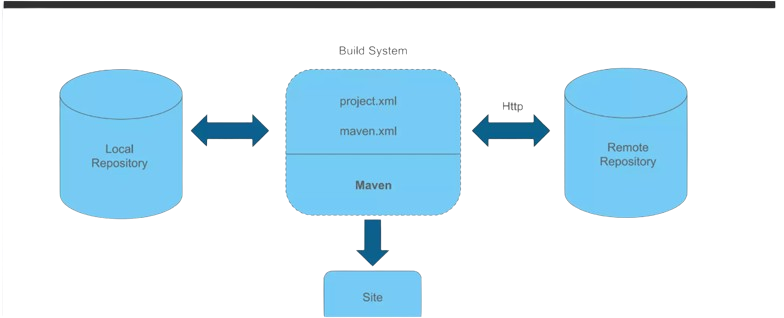 Build System
project.xml
maven.xml
Http
Local
Repository
Maven
Remote
Repository
Site